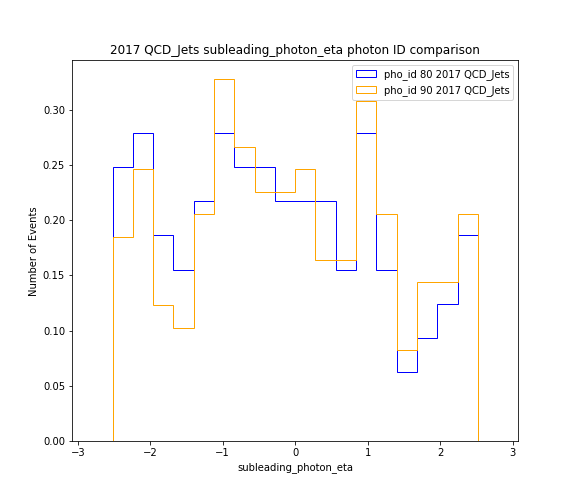 2017 QCD_Jets subleading_photon_eta photon ID comparison
pho_id 80 2017 QCD_Jets
pho_id 90 2017 QCD_Jets
Number of Events
0.30
0.25
0.20
0.15
0.10
0.05
0.00
−3
−2
−1
0
1
2
3
subleading_photon_eta